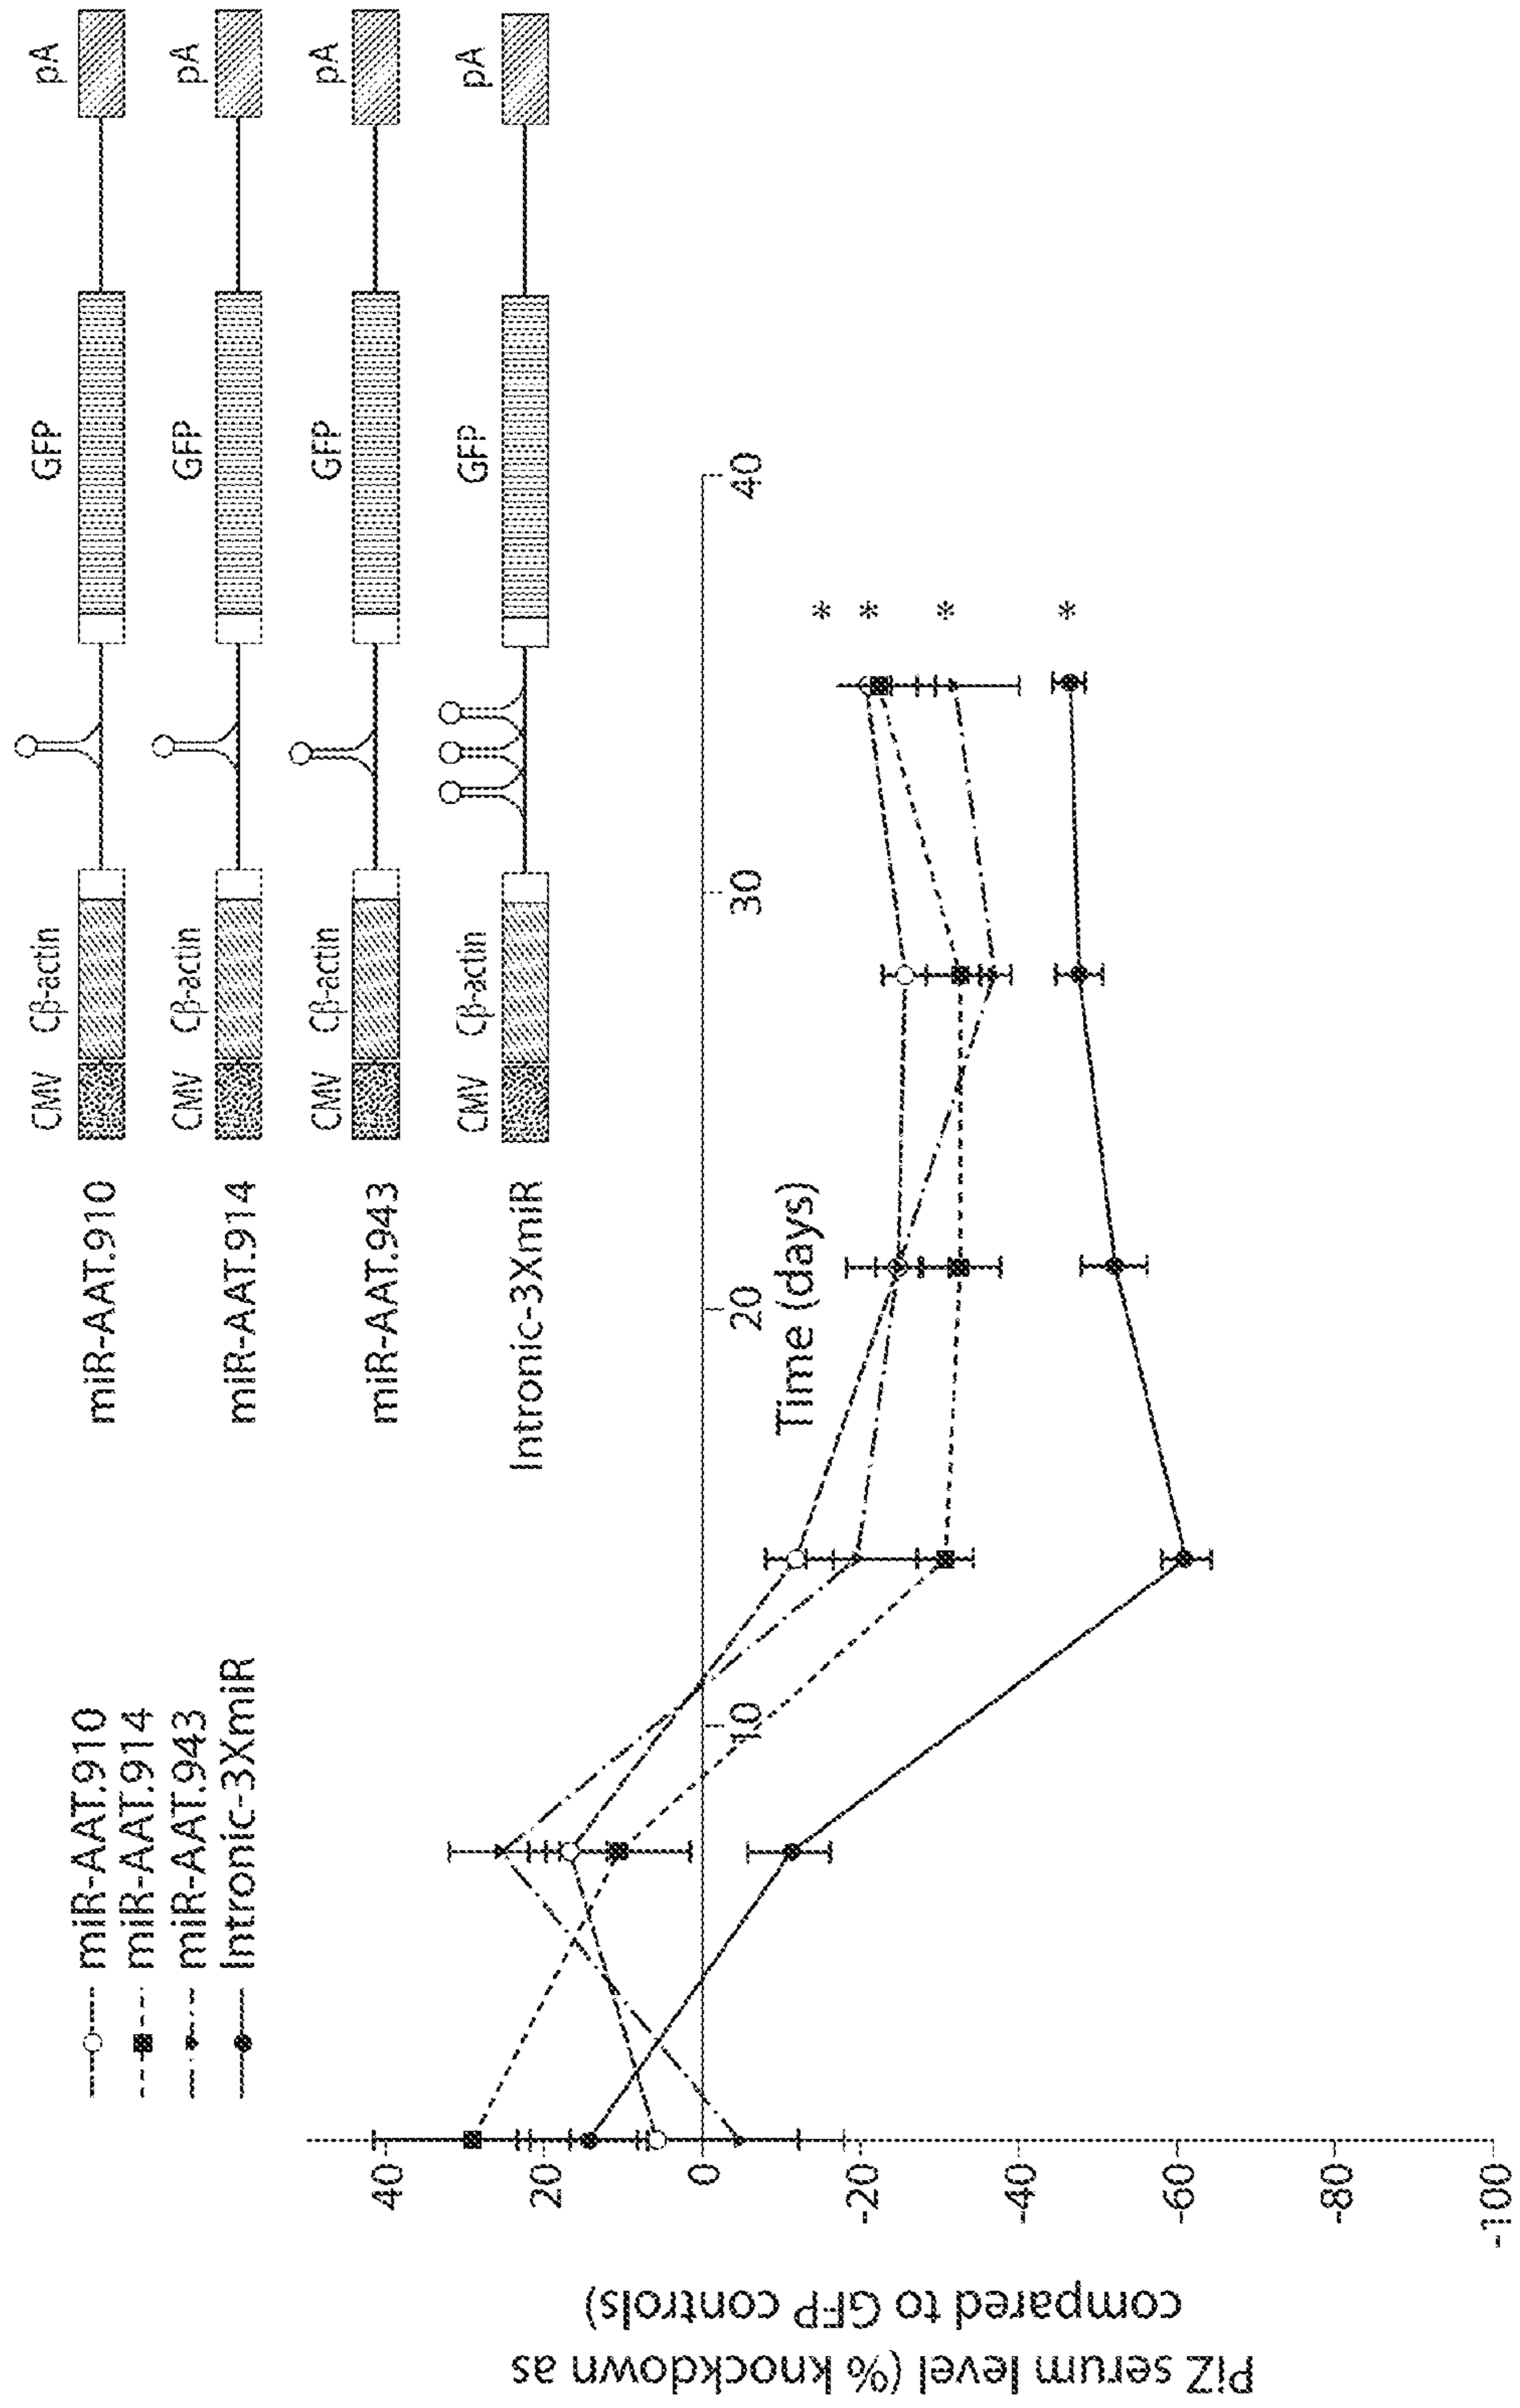 miR-AAT.910
miR-AAT.914
miR-AAT.943
Intronic-3XmiR
miR-AAT.910
CMV Cβ-actin GFP pA
miR-AAT.914
CMV Cβ-actin GFP pA
miR-AAT.943
CMV Cβ-actin GFP pA
Intronic-3XmiR
CMV Cβ-actin GFP pA
PiZ serum level (% knockdown as
compared to GFP controls)
40
20
0
-20
-40
-60
-80
-100
10
20
30
40
Time (days)
*
*
*
*